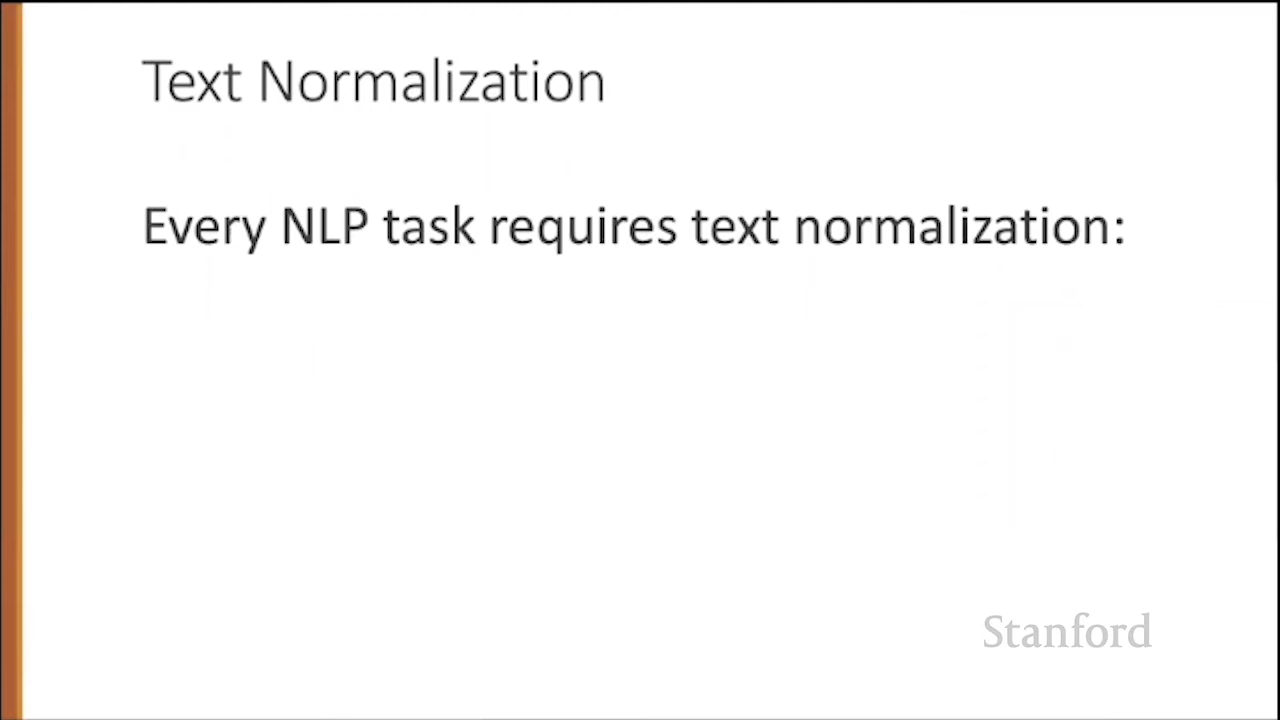 Text Normalization
Every NLP task requires text normalization:
Stanford